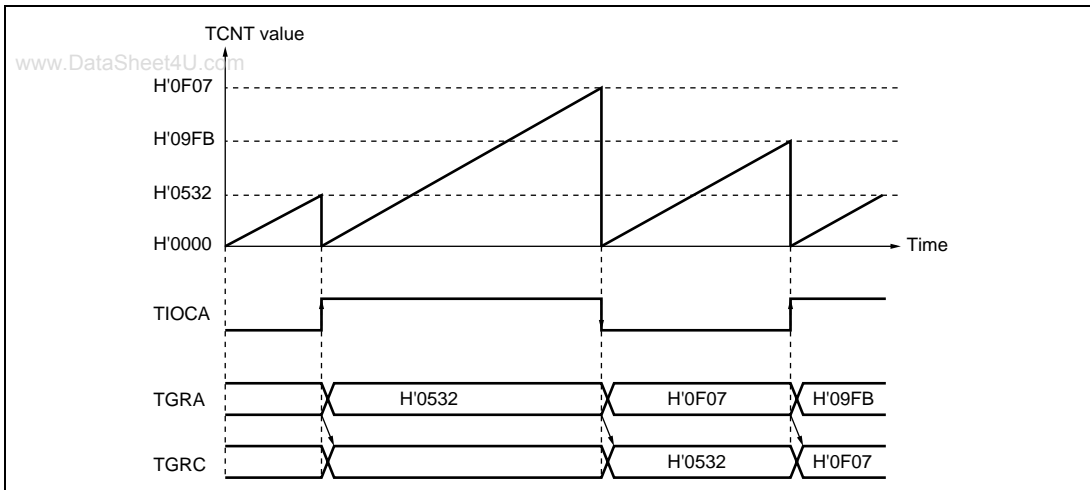 TCNT value
www.DataSheet4U.com
H'0F07
H'09FB
H'0532
H'0000
Time
TIOCA
TGRA
H'0532
H'0F07
H'09FB
TGRC
H'0532
H'0F07